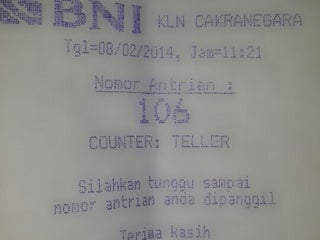 BNI KLN CAKRANEGARA
Tgl=08/02/2014, Jam=11:21
Nomor Antrian :
106
COUNTER: TELLER
Silahkan tunggu sampai
nomor antrian anda dipanggil
Terima kasih